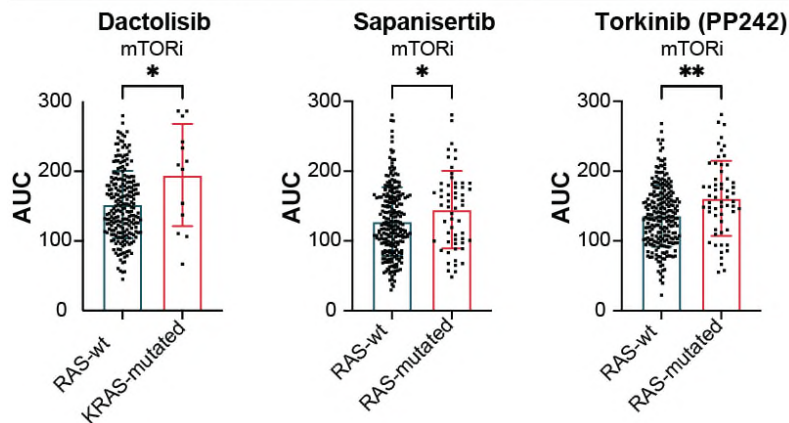 Dactolisib
mTORi
*
300
200
100
0
AUC
RAS-wt
KRAS-mutated
Sapanisertib
mTORi
*
300
200
100
0
AUC
RAS-wt
RAS-mutated
Torkinib (PP242)
mTORi
**
300
200
100
0
AUC
RAS-wt
RAS-mutated